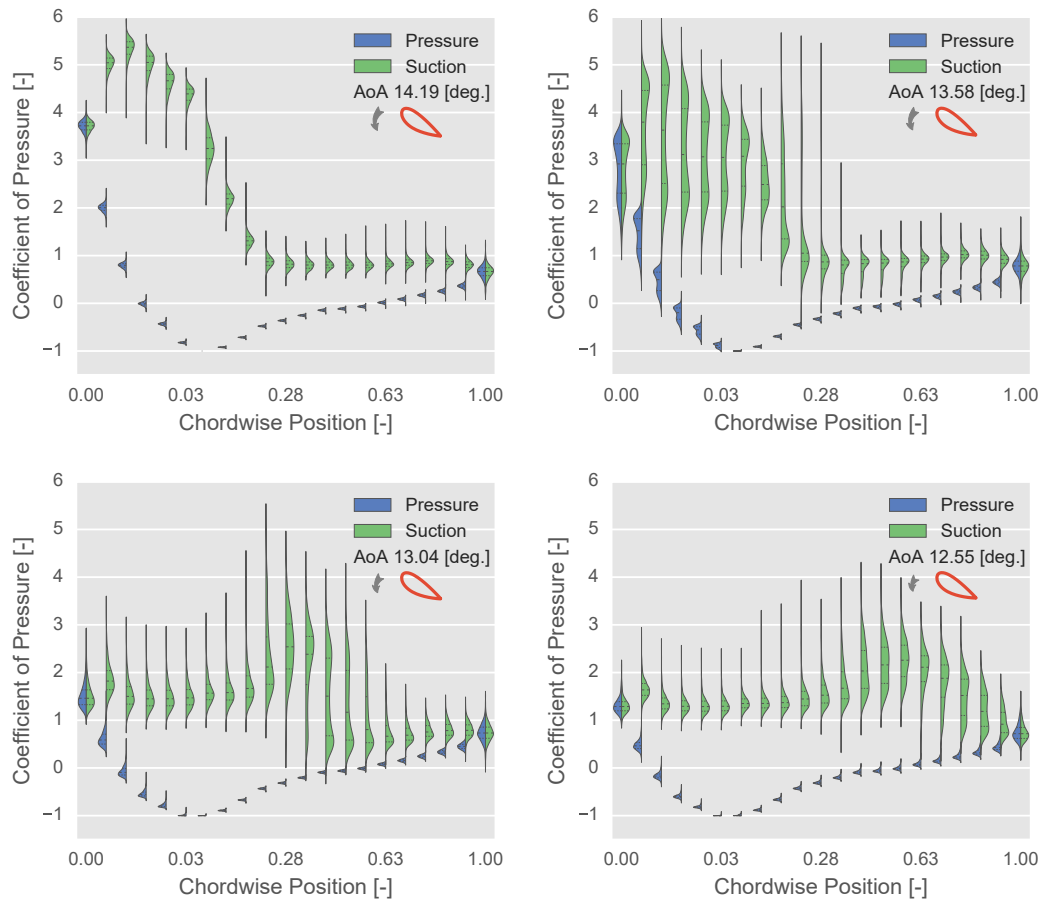 6
5
4
3
2
1
0
−1
Coefficient of Pressure [-]
Pressure
Suction
AoA 14.19 [deg.]
0.00
0.03
0.28
0.63
1.00
Chordwise Position [-]
6
5
4
3
2
1
0
−1
Coefficient of Pressure [-]
Pressure
Suction
AoA 13.58 [deg.]
0.00
0.03
0.28
0.63
1.00
Chordwise Position [-]
6
5
4
3
2
1
0
−1
Coefficient of Pressure [-]
Pressure
Suction
AoA 13.04 [deg.]
0.00
0.03
0.28
0.63
1.00
Chordwise Position [-]
6
5
4
3
2
1
0
−1
Coefficient of Pressure [-]
Pressure
Suction
AoA 12.55 [deg.]
0.00
0.03
0.28
0.63
1.00
Chordwise Position [-]